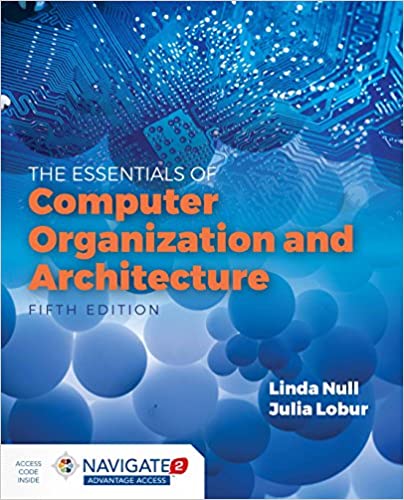 THE ESSENTIALS OF
Computer
Organization and
Architecture
FIFTH EDITION
Linda Null
Julia Lobur
ACCESS
CODE
INSIDE
NAVIGATE 2
ADVANTAGE ACCESS